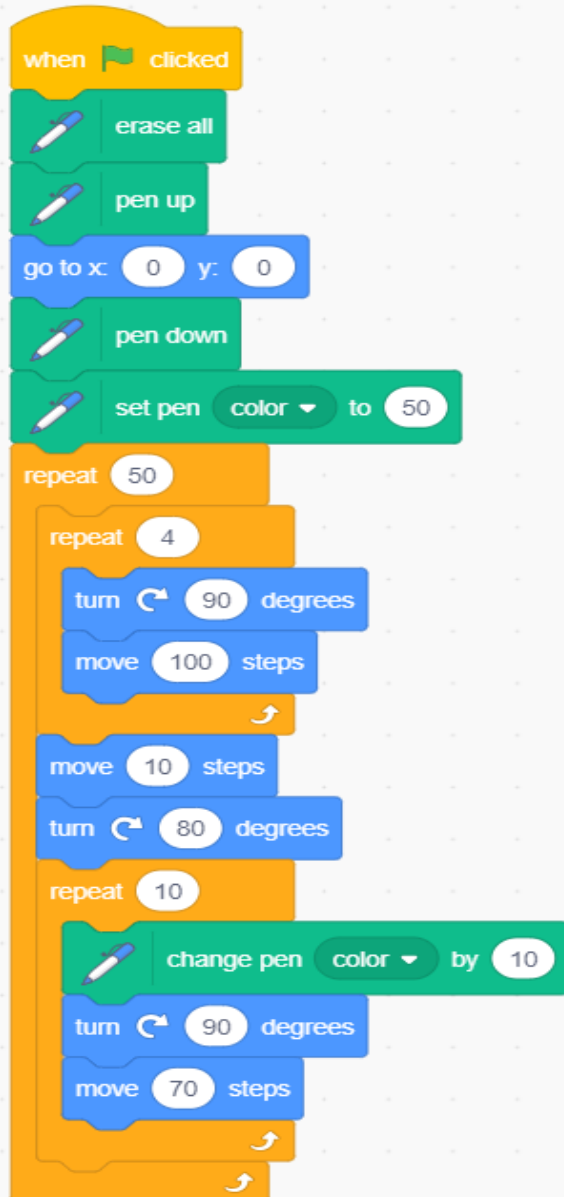 when clicked
erase all
pen up
go to x: 0 y: 0
pen down
set pen color to 50
repeat 50
repeat 4
turn 90 degrees
move 100 steps
move 10 steps
turn 80 degrees
repeat 10
change pen color by 10
turn 90 degrees
move 70 steps